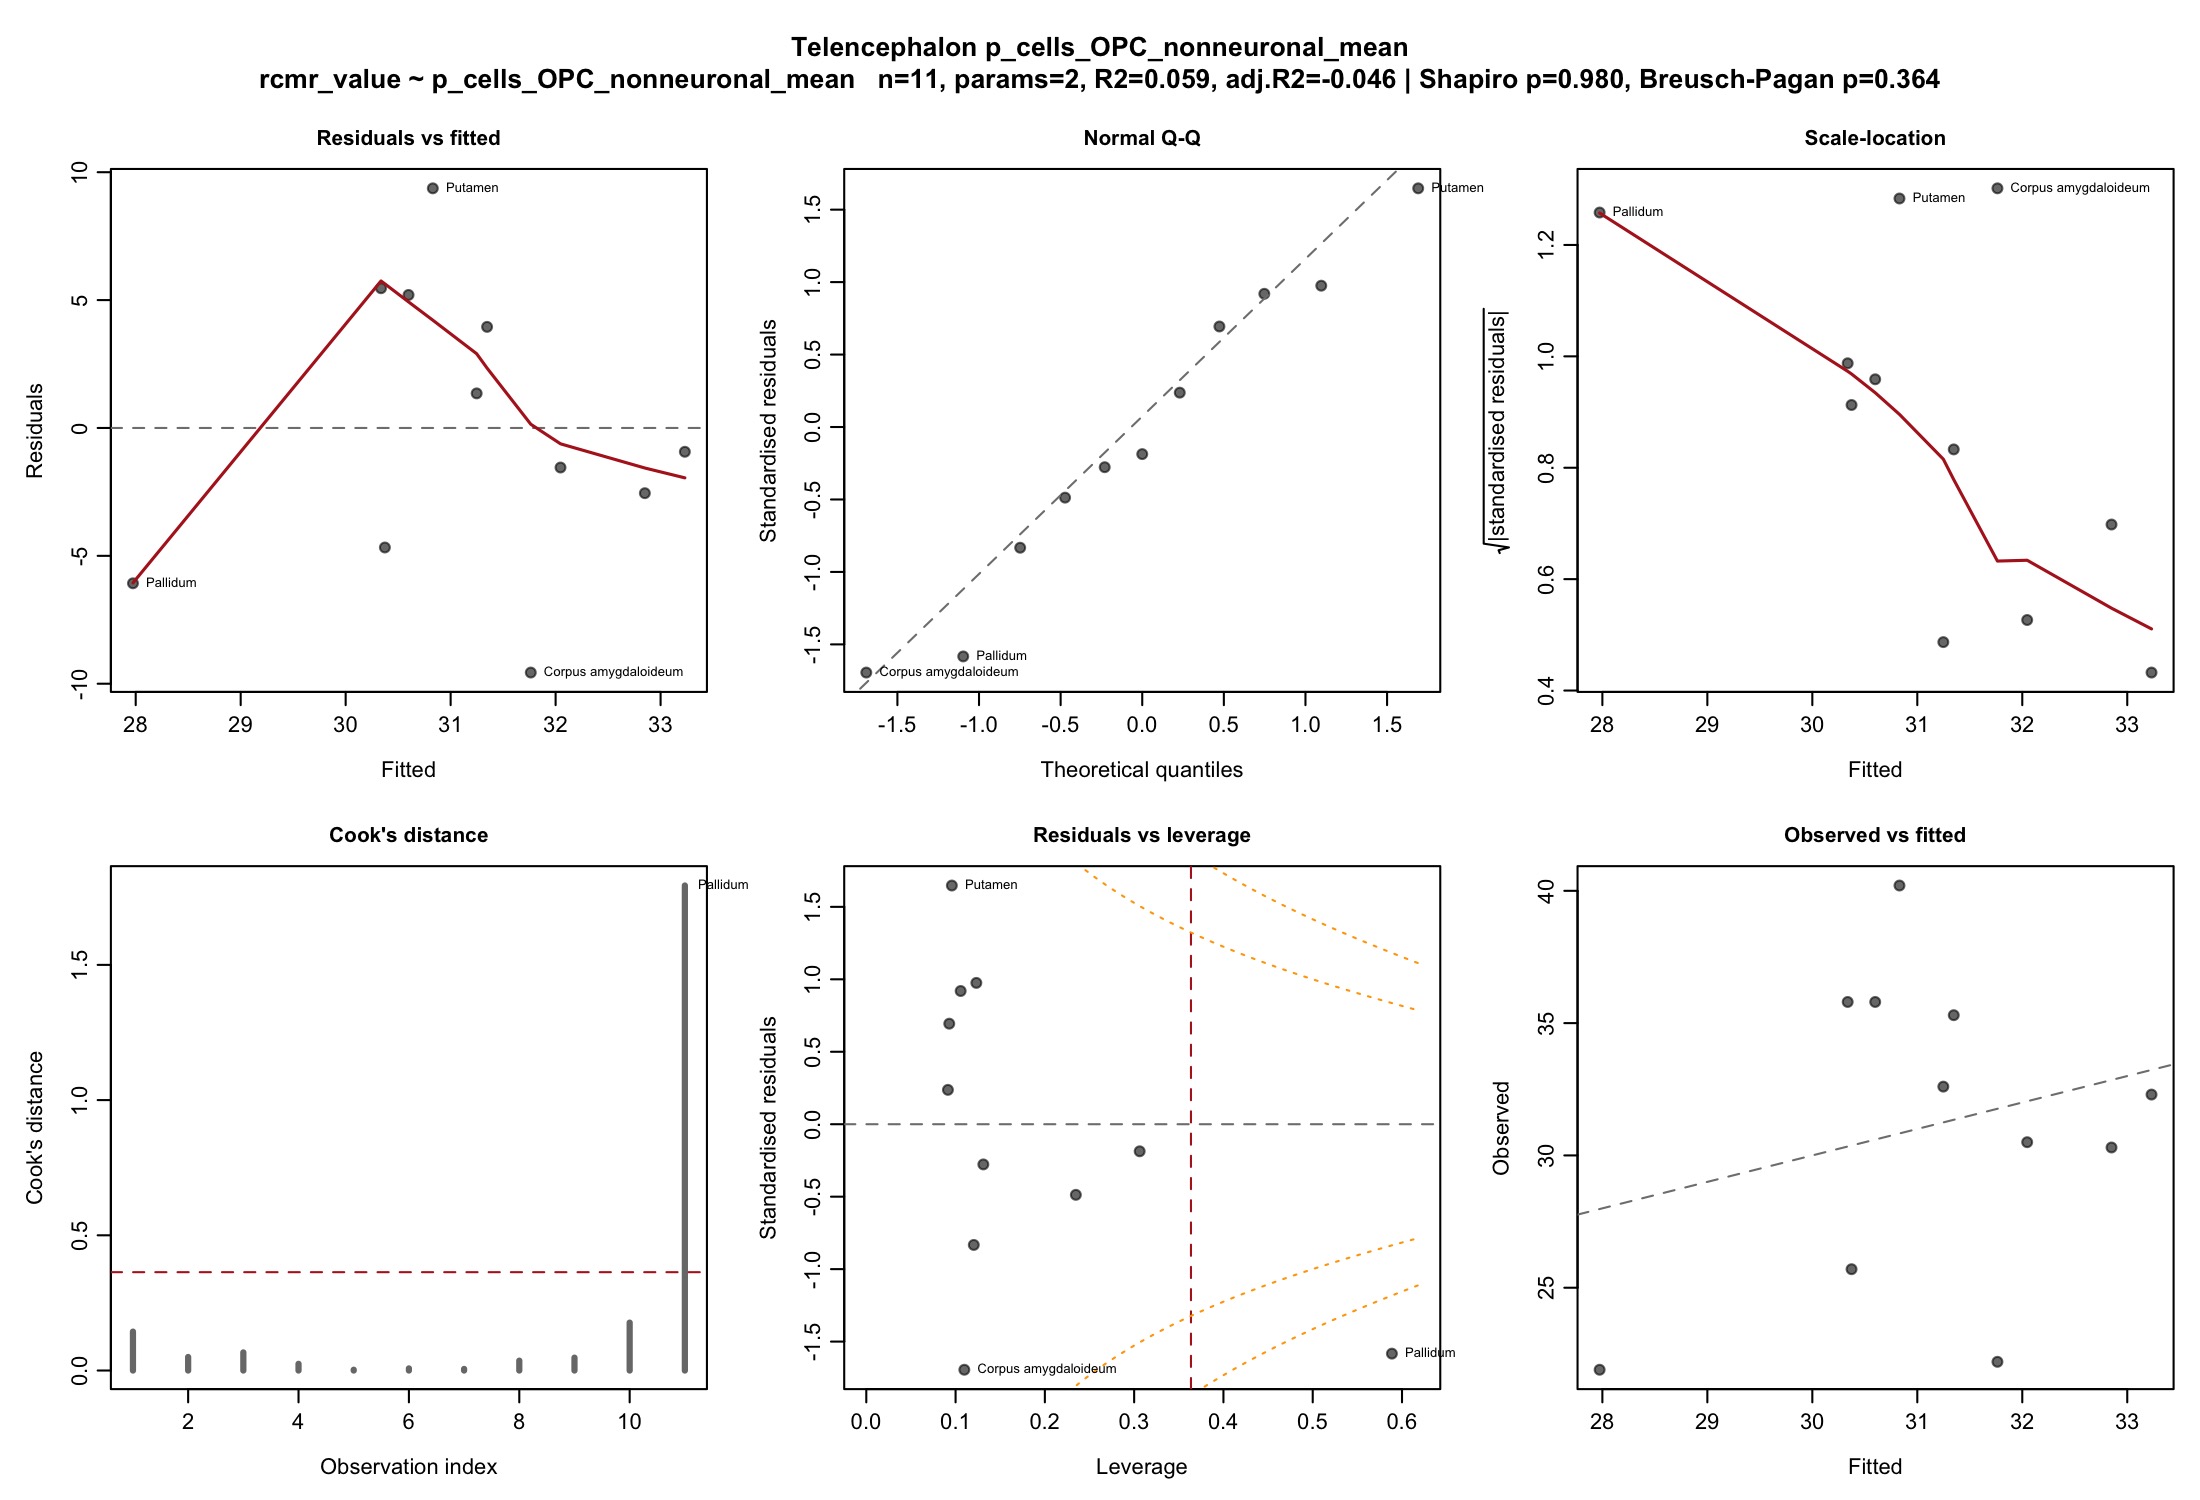 Telencephalon p_cells_OPC_nonneuronal_mean
rcmr_value ~ p_cells_OPC_nonneuronal_mean   n=11, params=2, R2=0.059, adj.R2=-0.046 | Shapiro p=0.980, Breusch-Pagan p=0.364
Residuals vs fitted
Residuals
10
5
0
-5
-10
Putamen
Pallidum
Corpus amygdaloideum
28 29 30 31 32 33
Fitted
Normal Q-Q
Standardised residuals
1.5
1.0
0.5
0.0
-0.5
-1.0
-1.5
Putamen
Pallidum
Corpus amygdaloideum
-1.5 -1.0 -0.5 0.0 0.5 1.0 1.5
Theoretical quantiles
Scale-location
√|standardised residuals|
1.2
1.0
0.8
0.6
0.4
Corpus amygdaloideum
Putamen
Pallidum
28 29 30 31 32 33
Fitted
Cook's distance
Cook's distance
1.5
1.0
0.5
0.0
Pallidum
2 4 6 8 10
Observation index
Residuals vs leverage
Standardised residuals
1.5
1.0
0.5
0.0
-0.5
-1.0
-1.5
Putamen
Pallidum
Corpus amygdaloideum
0.0 0.1 0.2 0.3 0.4 0.5 0.6
Leverage
Observed vs fitted
Observed
40
35
30
25
28 29 30 31 32 33
Fitted